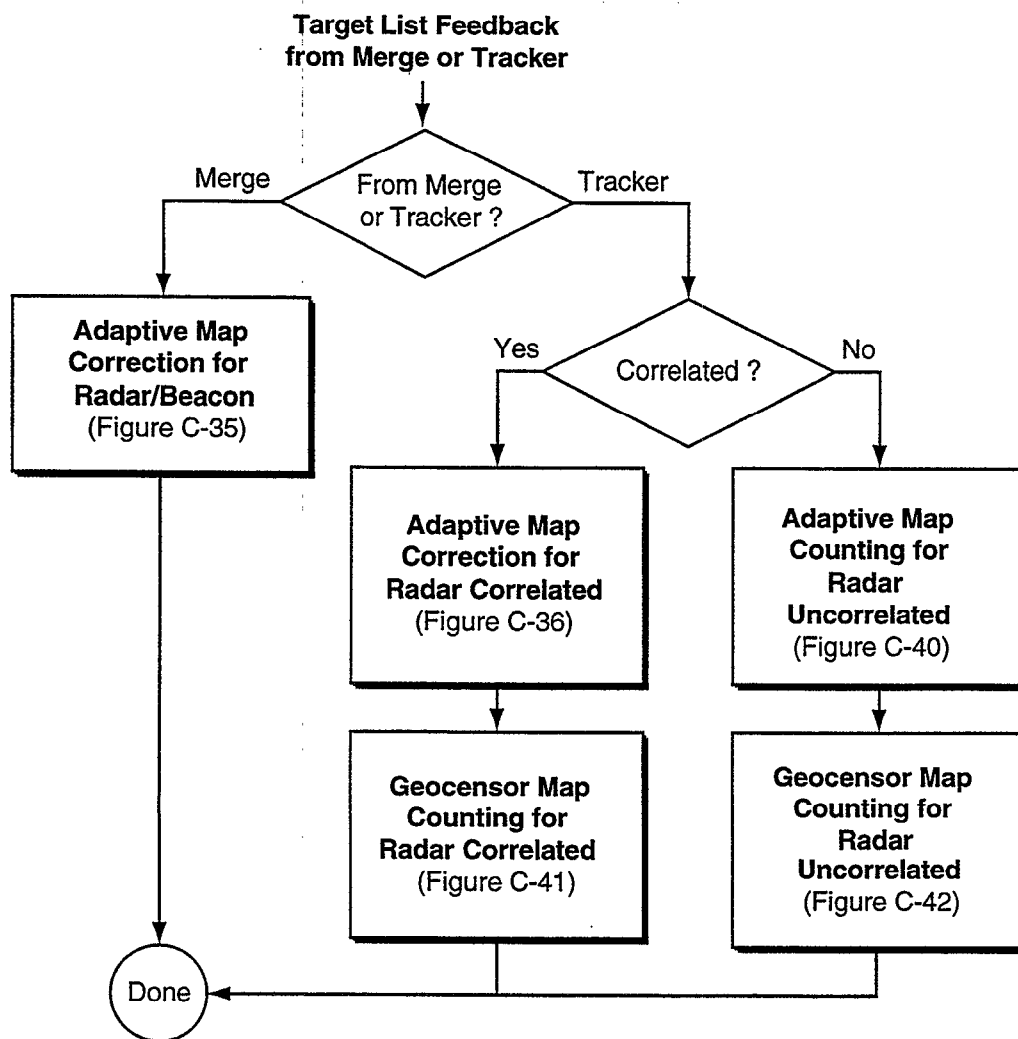 Target List Feedback
from Merge or Tracker
Merge
From Merge
or Tracker ?
Tracker
Adaptive Map
Correction for
Radar/Beacon
(Figure C-35)
Yes
Correlated ?
No
Adaptive Map
Correction for
Radar Correlated
(Figure C-36)
Adaptive Map
Counting for
Radar
Uncorrelated
(Figure C-40)
Geocensor Map
Counting for
Radar Correlated
(Figure C-41)
Geocensor Map
Counting for
Radar
Uncorrelated
(Figure C-42)
Done